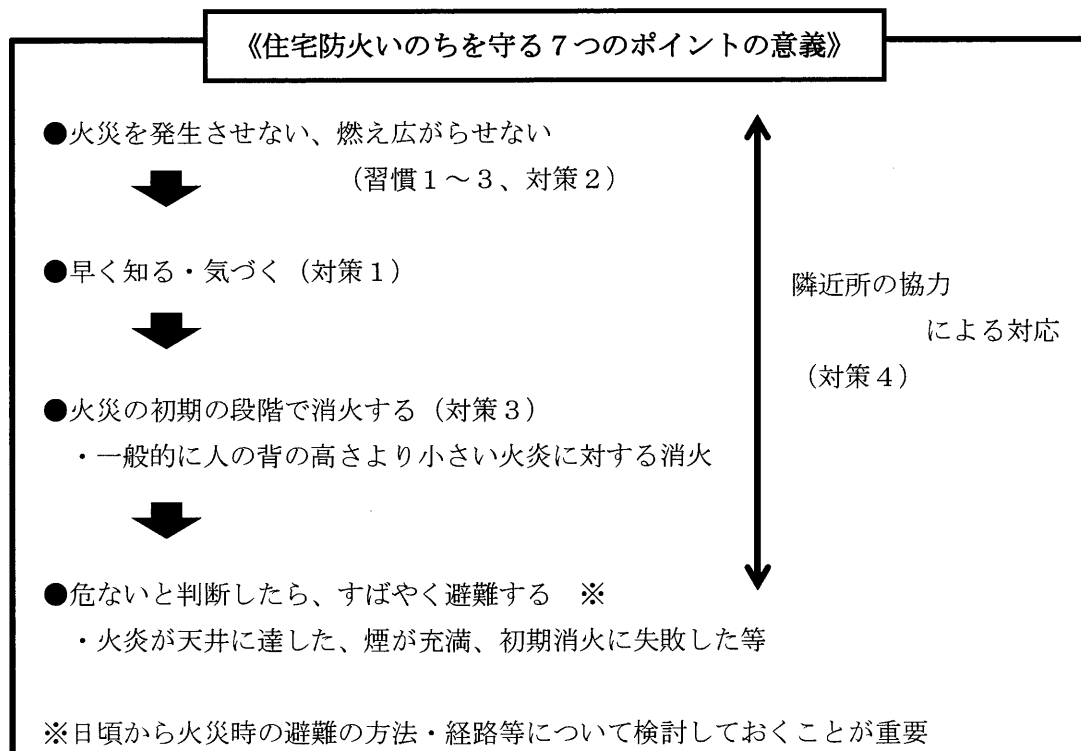 《住宅防火いのちを守る7つのポイントの意義》
●火災を発生させない、燃え広がらせない
（習慣1～3、対策2）
●早く知る・気づく（対策1）
●火災の初期の段階で消火する（対策3）
・一般的に人の背の高さより小さい火炎に対する消火
●危ないと判断したら、すばやく避難する　※
・火炎が天井に達した、煙が充満、初期消火に失敗した等
隣近所の協力
による対応
（対策4）
※日頃から火災時の避難の方法・経路等について検討しておくことが重要